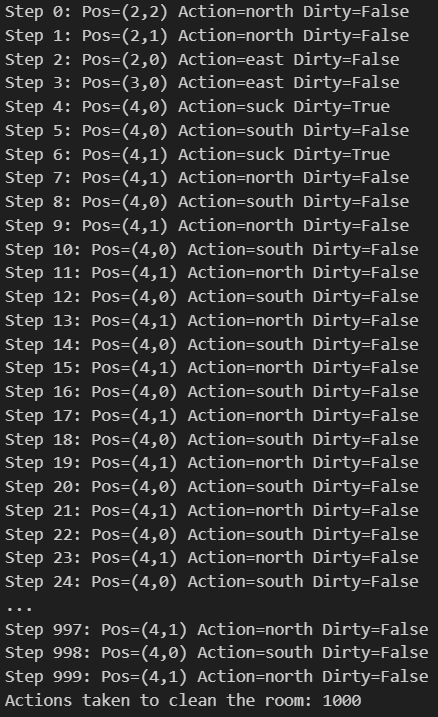 Step 0: Pos=(2,2) Action=north Dirty=False
Step 1: Pos=(2,1) Action=north Dirty=False
Step 2: Pos=(2,0) Action=east Dirty=False
Step 3: Pos=(3,0) Action=east Dirty=False
Step 4: Pos=(4,0) Action=suck Dirty=True
Step 5: Pos=(4,0) Action=south Dirty=False
Step 6: Pos=(4,1) Action=suck Dirty=True
Step 7: Pos=(4,1) Action=north Dirty=False
Step 8: Pos=(4,0) Action=south Dirty=False
Step 9: Pos=(4,1) Action=north Dirty=False
Step 10: Pos=(4,0) Action=south Dirty=False
Step 11: Pos=(4,1) Action=north Dirty=False
Step 12: Pos=(4,0) Action=south Dirty=False
Step 13: Pos=(4,1) Action=north Dirty=False
Step 14: Pos=(4,0) Action=south Dirty=False
Step 15: Pos=(4,1) Action=north Dirty=False
Step 16: Pos=(4,0) Action=south Dirty=False
Step 17: Pos=(4,1) Action=north Dirty=False
Step 18: Pos=(4,0) Action=south Dirty=False
Step 19: Pos=(4,1) Action=north Dirty=False
Step 20: Pos=(4,0) Action=south Dirty=False
Step 21: Pos=(4,1) Action=north Dirty=False
Step 22: Pos=(4,0) Action=south Dirty=False
Step 23: Pos=(4,1) Action=north Dirty=False
Step 24: Pos=(4,0) Action=south Dirty=False
...
Step 997: Pos=(4,1) Action=north Dirty=False
Step 998: Pos=(4,0) Action=south Dirty=False
Step 999: Pos=(4,1) Action=north Dirty=False
Actions taken to clean the room: 1000